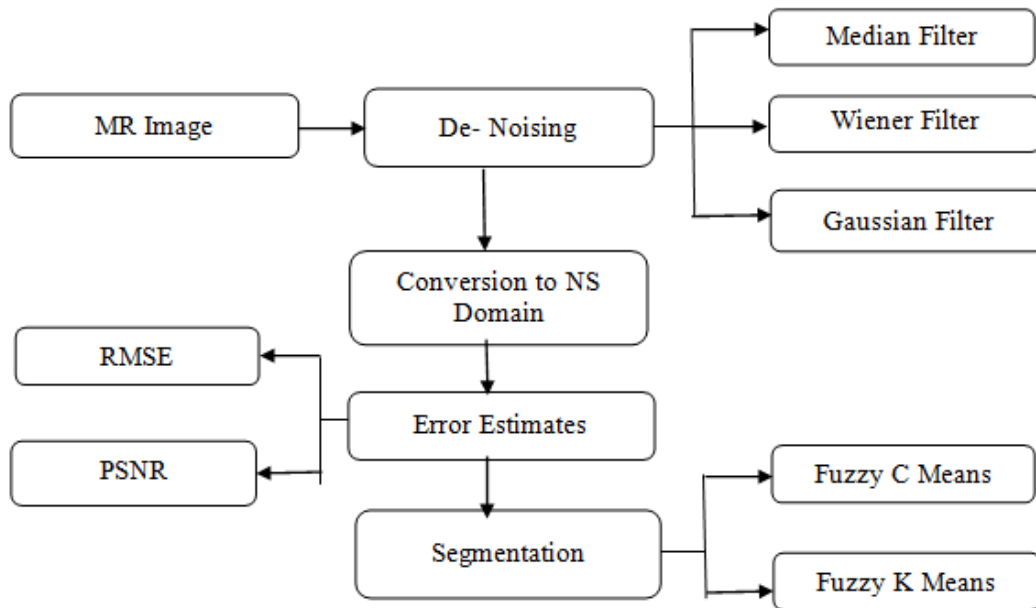 Median Filter
MR Image
De- Noising
Wiener Filter
Gaussian Filter
Conversion to NS
Domain
RMSE
Error Estimates
PSNR
Fuzzy C Means
Segmentation
Fuzzy K Means